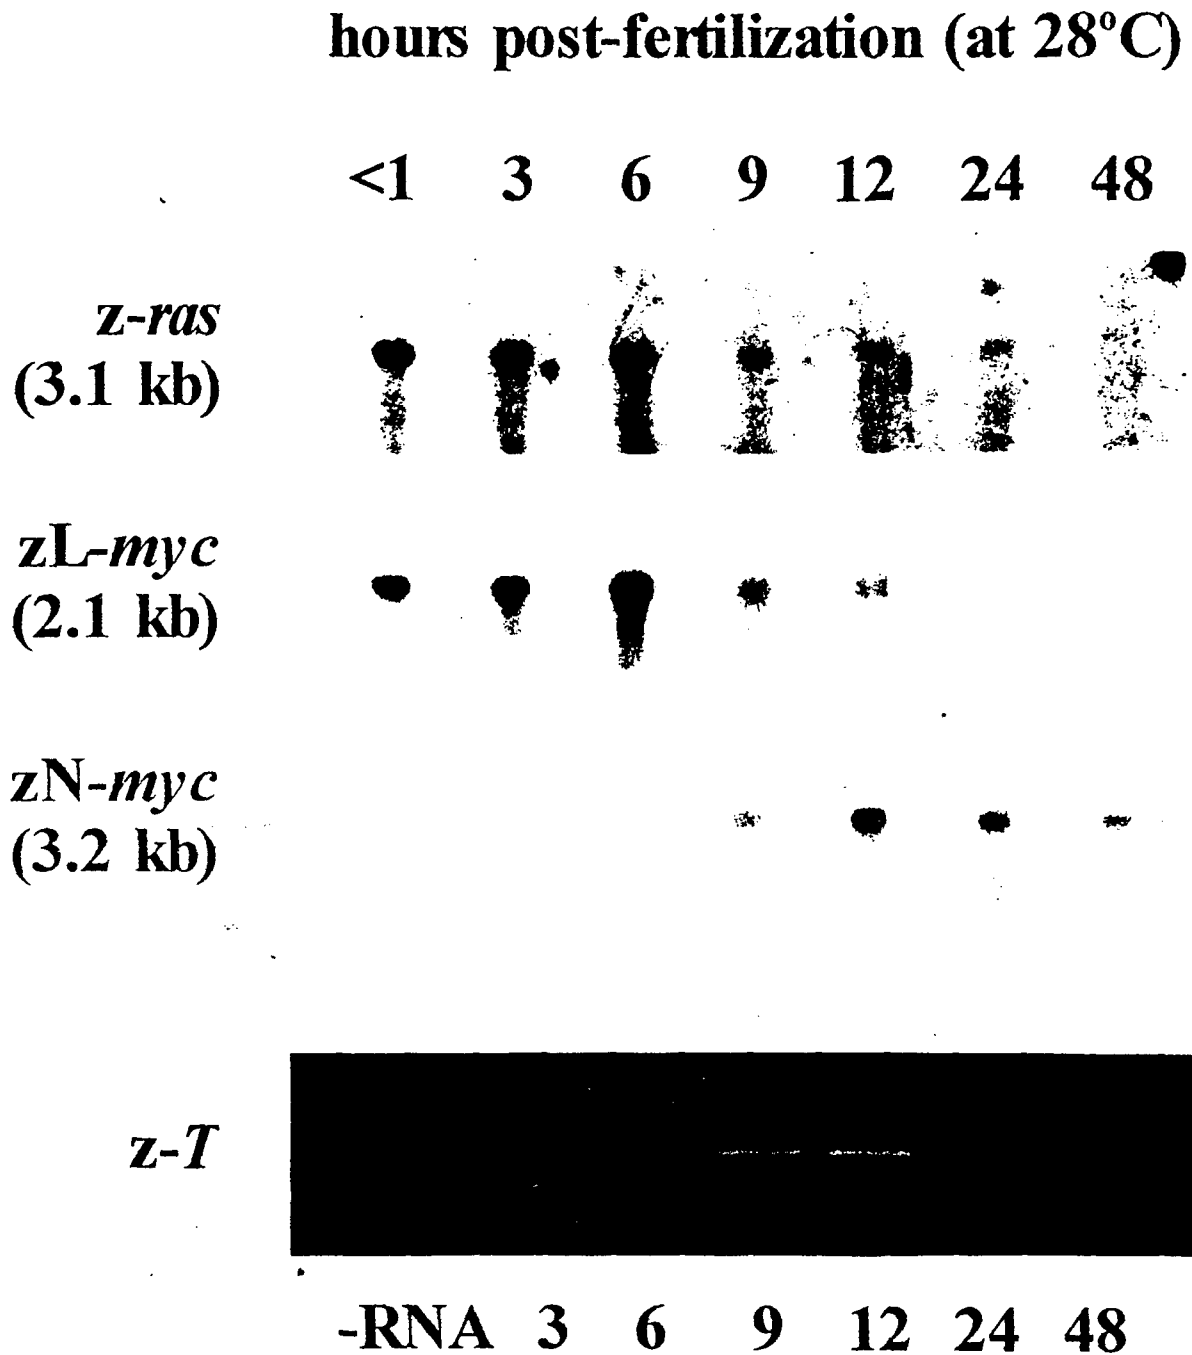 hours post-fertilization (at 28°C)
<1 3 6 9 12 24 48
z-ras
(3.1 kb)
zL-myc
(2.1 kb)
zN-myc
(3.2 kb)
z-T
-RNA 3 6 9 12 24 48